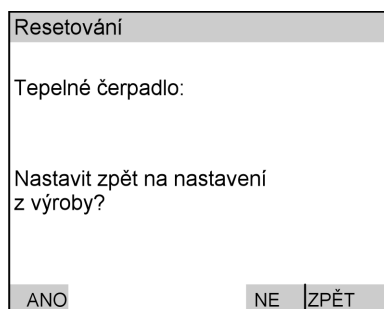 Resetování
Tepelné čerpadlo:
Nastavit zpět na nastavení
z výroby?
ANO NE ZPĚT